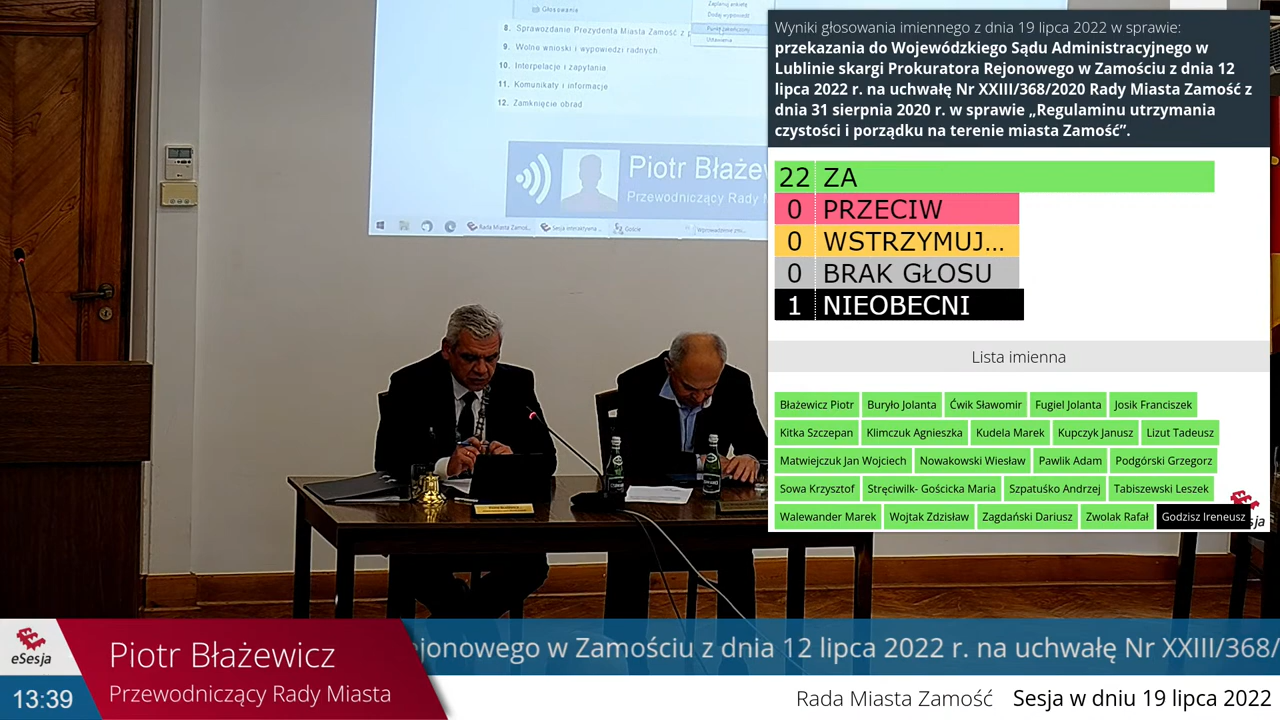 Głosowanie
8. Sprawozdanie Prezydenta Miasta Zamość z
9. Wolne wnioski i wypowiedzi radnych
10. Interpelacje i zapytania
11. Komunikaty i informacje
12. Zamknięcie obrad
Piotr Błaże
Przewodniczący Rady M
Wyniki głosowania imiennego z dnia 19 lipca 2022 w sprawie:
przekazania do Wojewódzkiego Sądu Administracyjnego w
Lublinie skargi Prokuratora Rejonowego w Zamościu z dnia 12
lipca 2022 r. na uchwałę Nr XXIII/368/2020 Rady Miasta Zamość z
dnia 31 sierpnia 2020 r. w sprawie „Regulaminu utrzymania
czystości i porządku na terenie miasta Zamość”.
22 ZA
0 PRZECIW
0 WSTRZYMUJ...
0 BRAK GŁOSU
1 NIEOBECNI
Lista imienna
Błażewicz Piotr Buryło Jolanta Ćwik Sławomir Fugiel Jolanta Josik Franciszek
Kitka Szczepan Klimczuk Agnieszka Kudela Marek Kupczyk Janusz Lizut Tadeusz
Matwiejczuk Jan Wojciech Nowakowski Wiesław Pawlik Adam Podgórski Grzegorz
Sowa Krzysztof Stręciwilk- Gościcka Maria Szpatuśko Andrzej Tabiszewski Leszek
Walewander Marek Wojtak Zdzisław Zagdański Dariusz Zwolak Rafał Godzisz Ireneusz
eSesja
13:39
Piotr Błażewicz
Przewodniczący Rady Miasta
ejonowego w Zamościu z dnia 12 lipca 2022 r. na uchwałę Nr XXIII/368/
Rada Miasta Zamość Sesja w dniu 19 lipca 2022